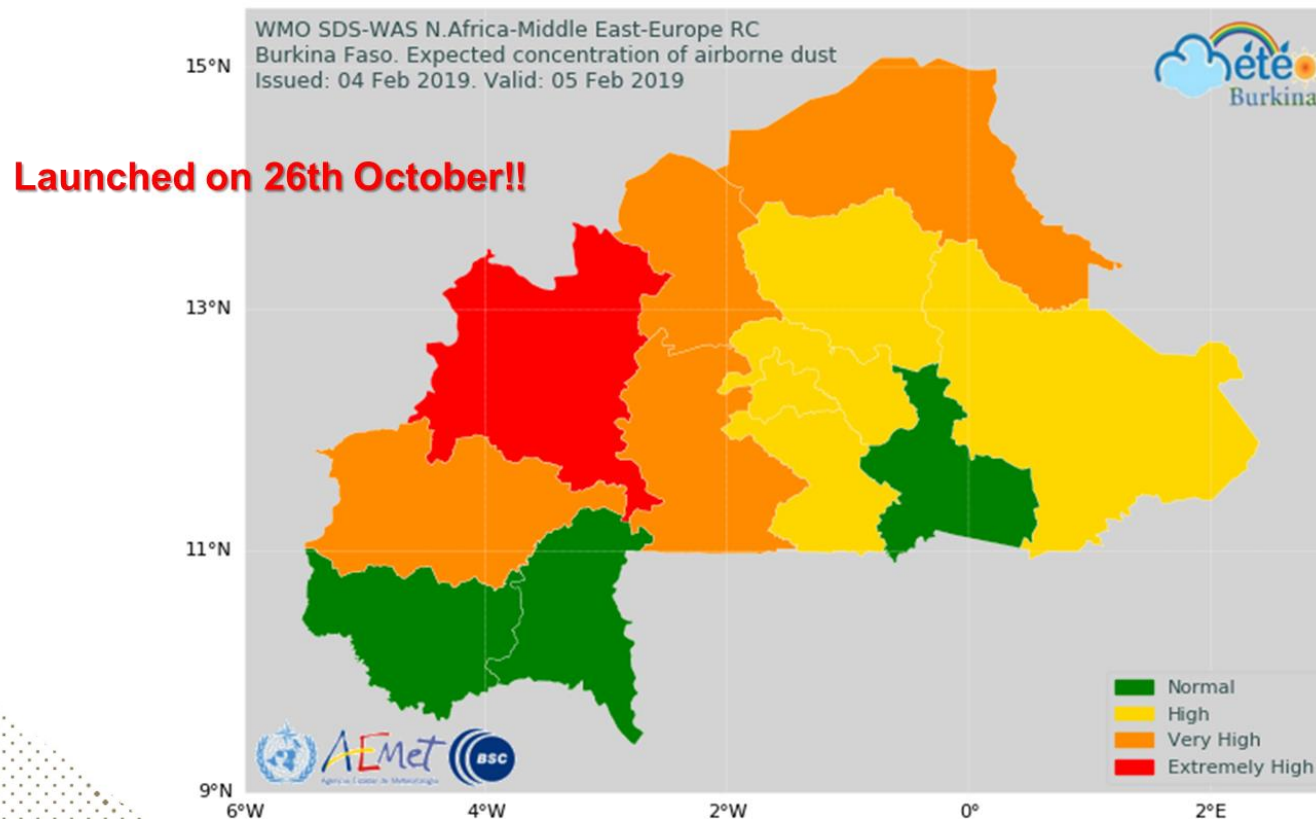 WMO SDS-WAS N.Africa-Middle East-Europe RC
Burkina Faso. Expected concentration of airborne dust
Issued: 04 Feb 2019. Valid: 05 Feb 2019
été
Burkina
15°N
Launched on 26th October!!
13°N
11°N
Normal
High
Very High
Extremely High
AEMet
BSC
9°N
6°W
4°W
2°W
0°
2°E